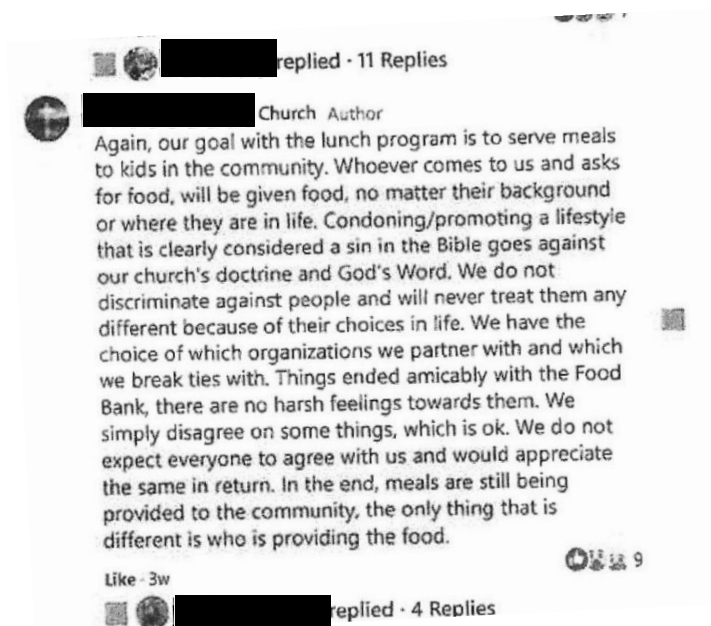 replied · 11 Replies
Church Author
Again, our goal with the lunch program is to serve meals
to kids in the community. Whoever comes to us and asks
for food, will be given food, no matter their background
or where they are in life. Condoning/promoting a lifestyle
that is clearly considered a sin in the Bible goes against
our church's doctrine and God's Word. We do not
discriminate against people and will never treat them any
different because of their choices in life. We have the
choice of which organizations we partner with and which
we break ties with. Things ended amicably with the Food
Bank, there are no harsh feelings towards them. We
simply disagree on some things, which is ok. We do not
expect everyone to agree with us and would appreciate
the same in return. In the end, meals are still being
provided to the community, the only thing that is
different is who is providing the food.
9
Like · 3w
replied · 4 Replies